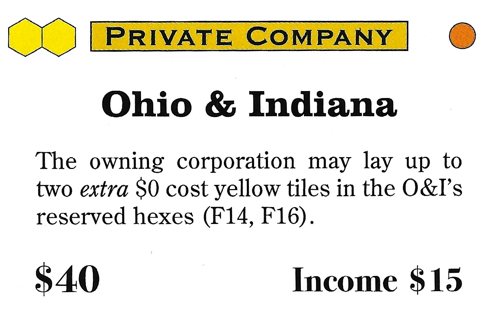 PRIVATE COMPANY
Ohio & Indiana
The owning corporation may lay up to
two extra $0 cost yellow tiles in the O&I's
reserved hexes (F14, F16).
$40 Income $15